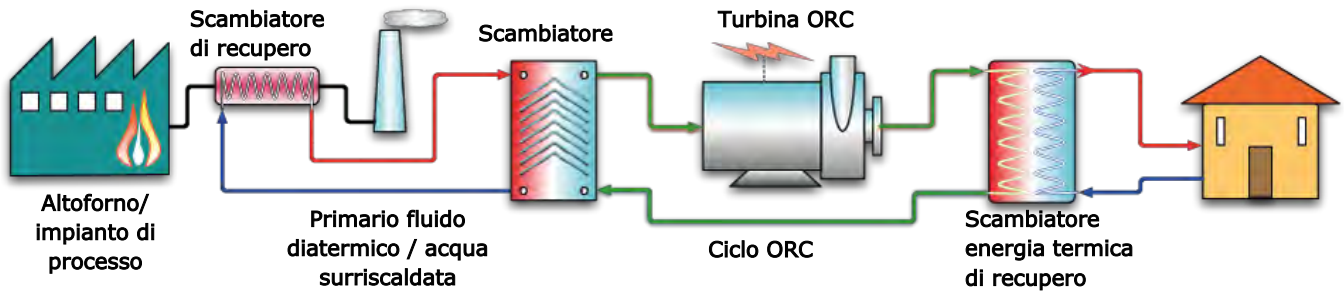 Scambiatore
di recupero
Scambiatore
Turbina ORC
Altoforno/
impianto di
processo
Primario fluido
diatermico / acqua
surriscaldata
Ciclo ORC
Scambiatore
energia termica
di recupero